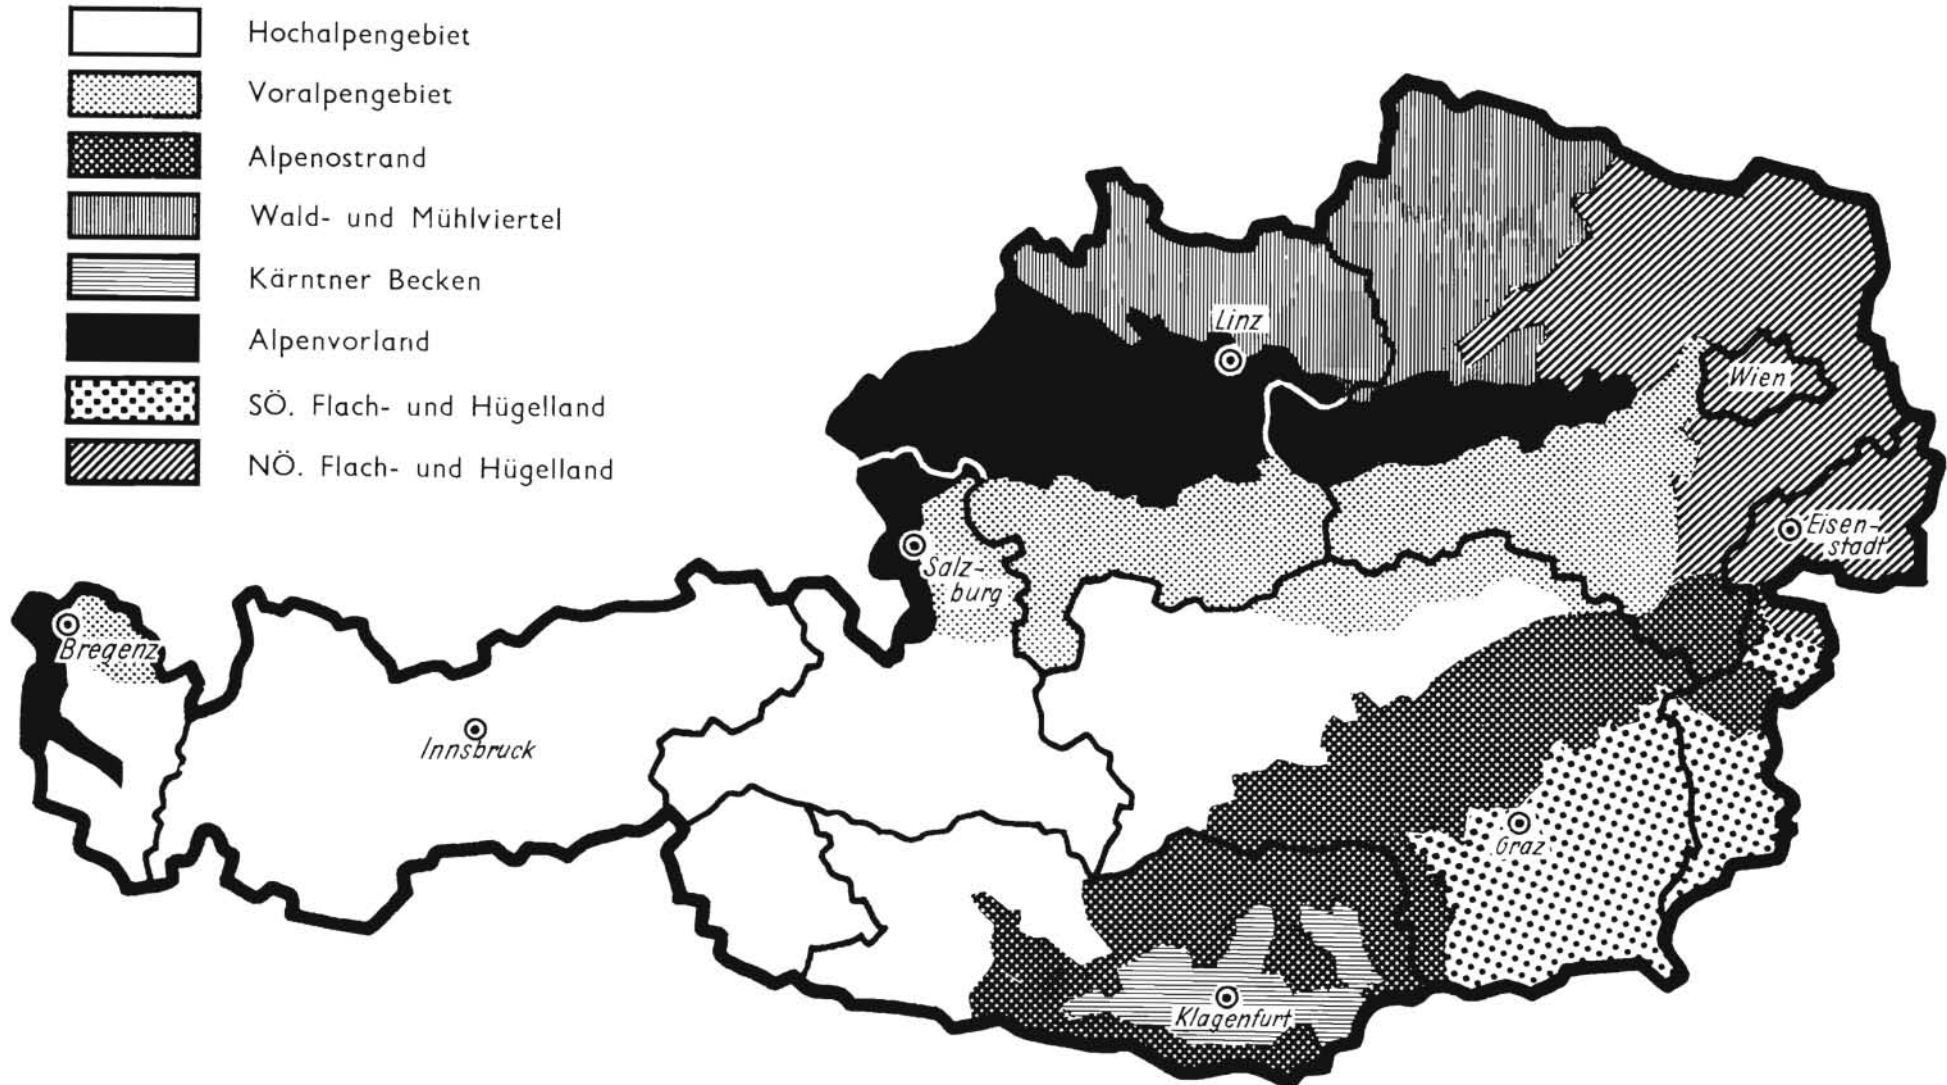 Hochalpengebiet
Voralpengebiet
Alpenostrand
Wald- und Mühlviertel
Kärntner Becken
Alpenvorland
SÖ. Flach- und Hügelland
NÖ. Flach- und Hügelland
Linz
Wien
Eisen-
stadt
Salz-
burg
Bregenz
Innsbruck
Graz
Klagenfurt